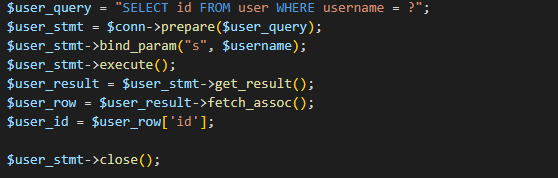 $user_query = "SELECT id FROM user WHERE username = ?";
$user_stmt = $conn->prepare($user_query);
$user_stmt->bind_param("s", $username);
$user_stmt->execute();
$user_result = $user_stmt->get_result();
$user_row = $user_result->fetch_assoc();
$user_id = $user_row['id'];
$user_stmt->close();